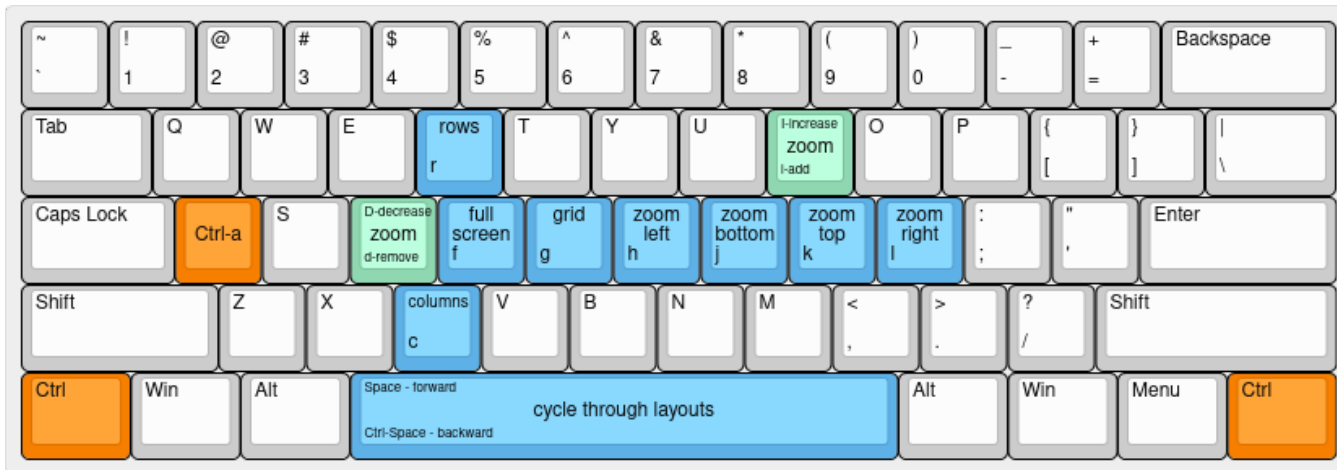 ~ ! @ # $ % ^ & * ( ) _ + Backspace
` 1 2 3 4 5 6 7 8 9 0 - =
Tab Q W E rows T Y U I-increase O P { } |
zoom
r i-add [ ] \
Caps Lock Ctrl-a S D-decrease full grid zoom zoom zoom zoom : " Enter
zoom screen left bottom top right
d-remove f g h j k l ; '
Shift Z X columns V B N M < > ? Shift
c , . /
Ctrl Win Alt Space - forward Alt Win Menu Ctrl
cycle through layouts
Ctrl-Space - backward